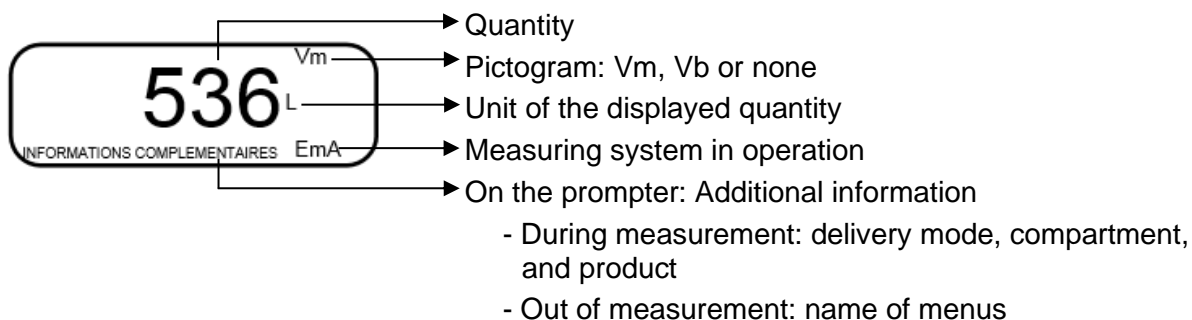 Quantity
Vm
Pictogram: Vm, Vb or none
536
L
Unit of the displayed quantity
INFORMATIONS COMPLEMENTAIRES
EmA
Measuring system in operation
On the prompter: Additional information
- During measurement: delivery mode, compartment,
and product
- Out of measurement: name of menus